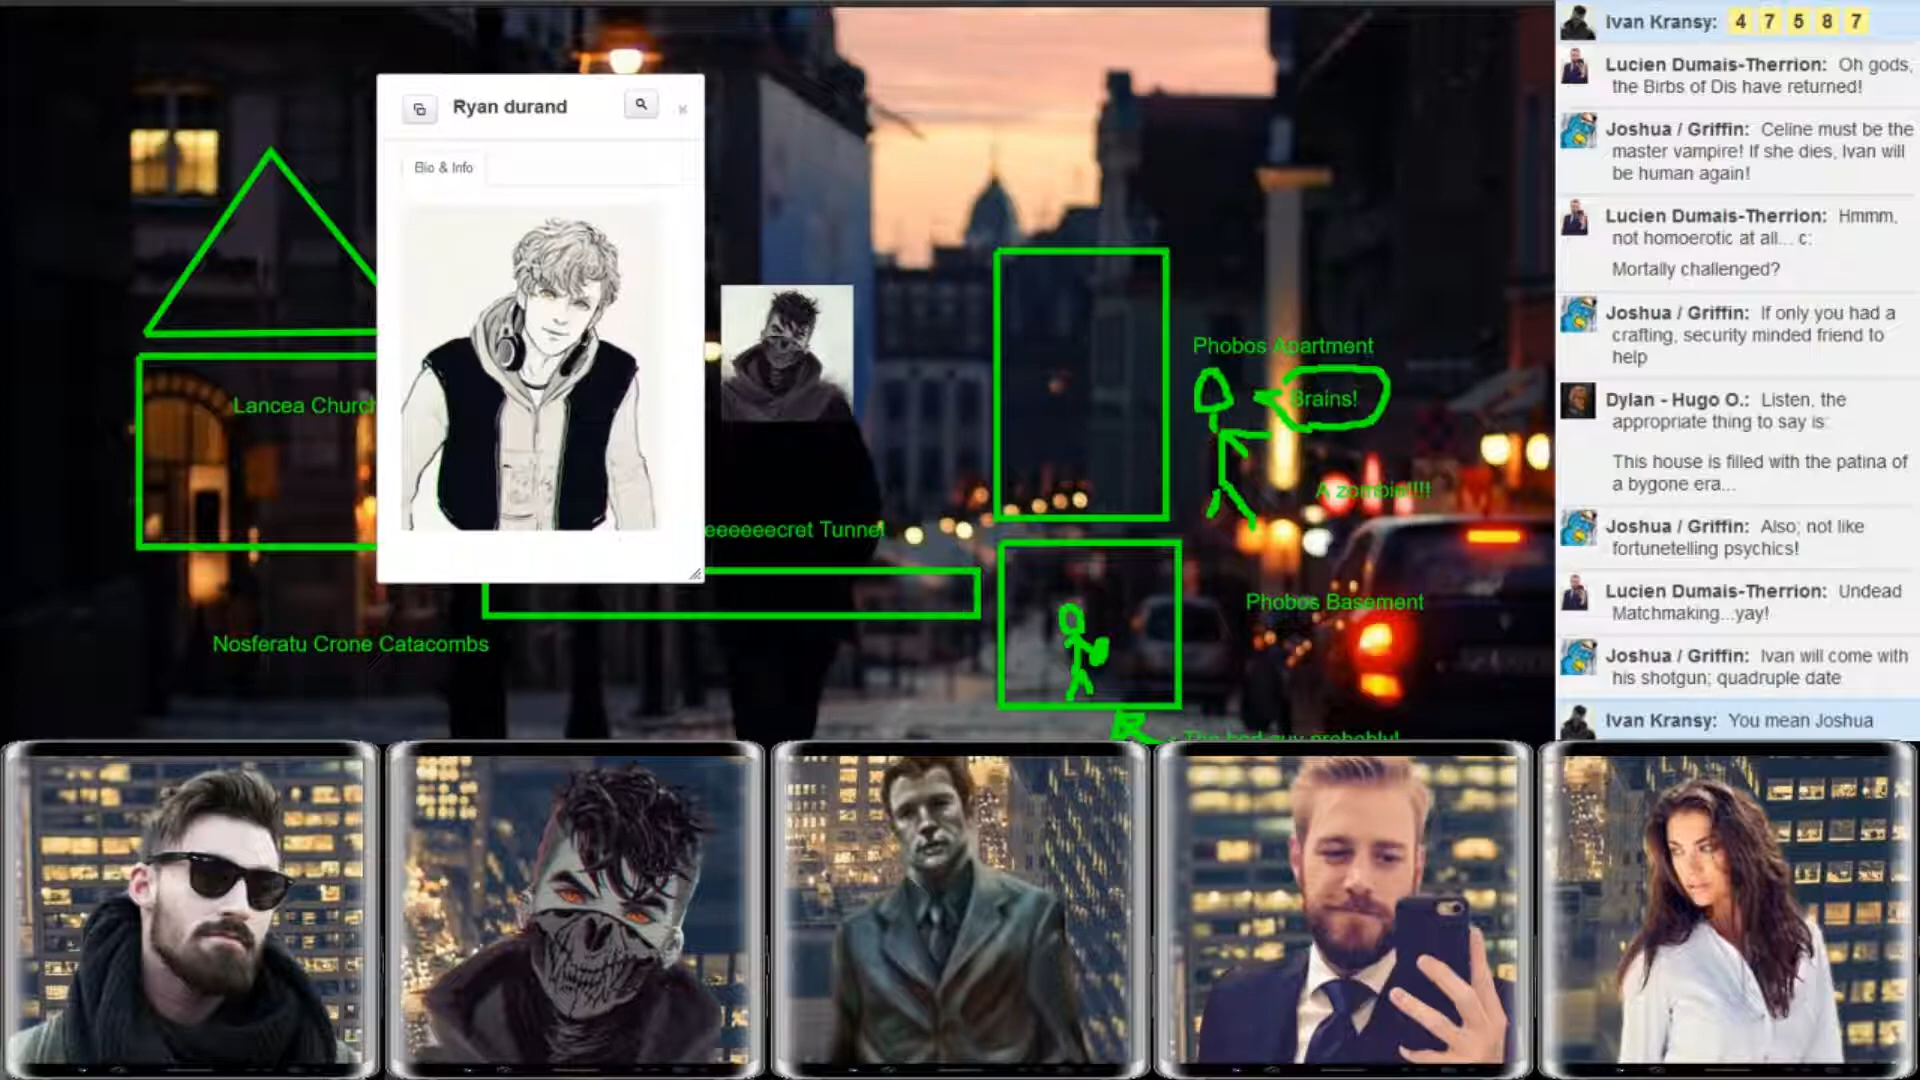 Ryan durand
Bio & Info
Lancea Church
eeeeeecret Tunnel
Nosferatu Crone Catacombs
Phobos Apartment
Brains!
A zombie!!!!
Phobos Basement
The bad guy probably!
Ivan Kransy: 4 7 5 8 7
Lucien Dumais-Therrion: Oh gods,
the Birbs of Dis have returned!
Joshua / Griffin: Celine must be the
master vampire! If she dies, Ivan will
be human again!
Lucien Dumais-Therrion: Hmmm,
not homoerotic at all... c:
Mortally challenged?
Joshua / Griffin: If only you had a
crafting, security minded friend to
help
Dylan - Hugo O.: Listen, the
appropriate thing to say is:
This house is filled with the patina of
a bygone era...
Joshua / Griffin: Also; not like
fortunetelling psychics!
Lucien Dumais-Therrion: Undead
Matchmaking...yay!
Joshua / Griffin: Ivan will come with
his shotgun; quadruple date
Ivan Kransy: You mean Joshua